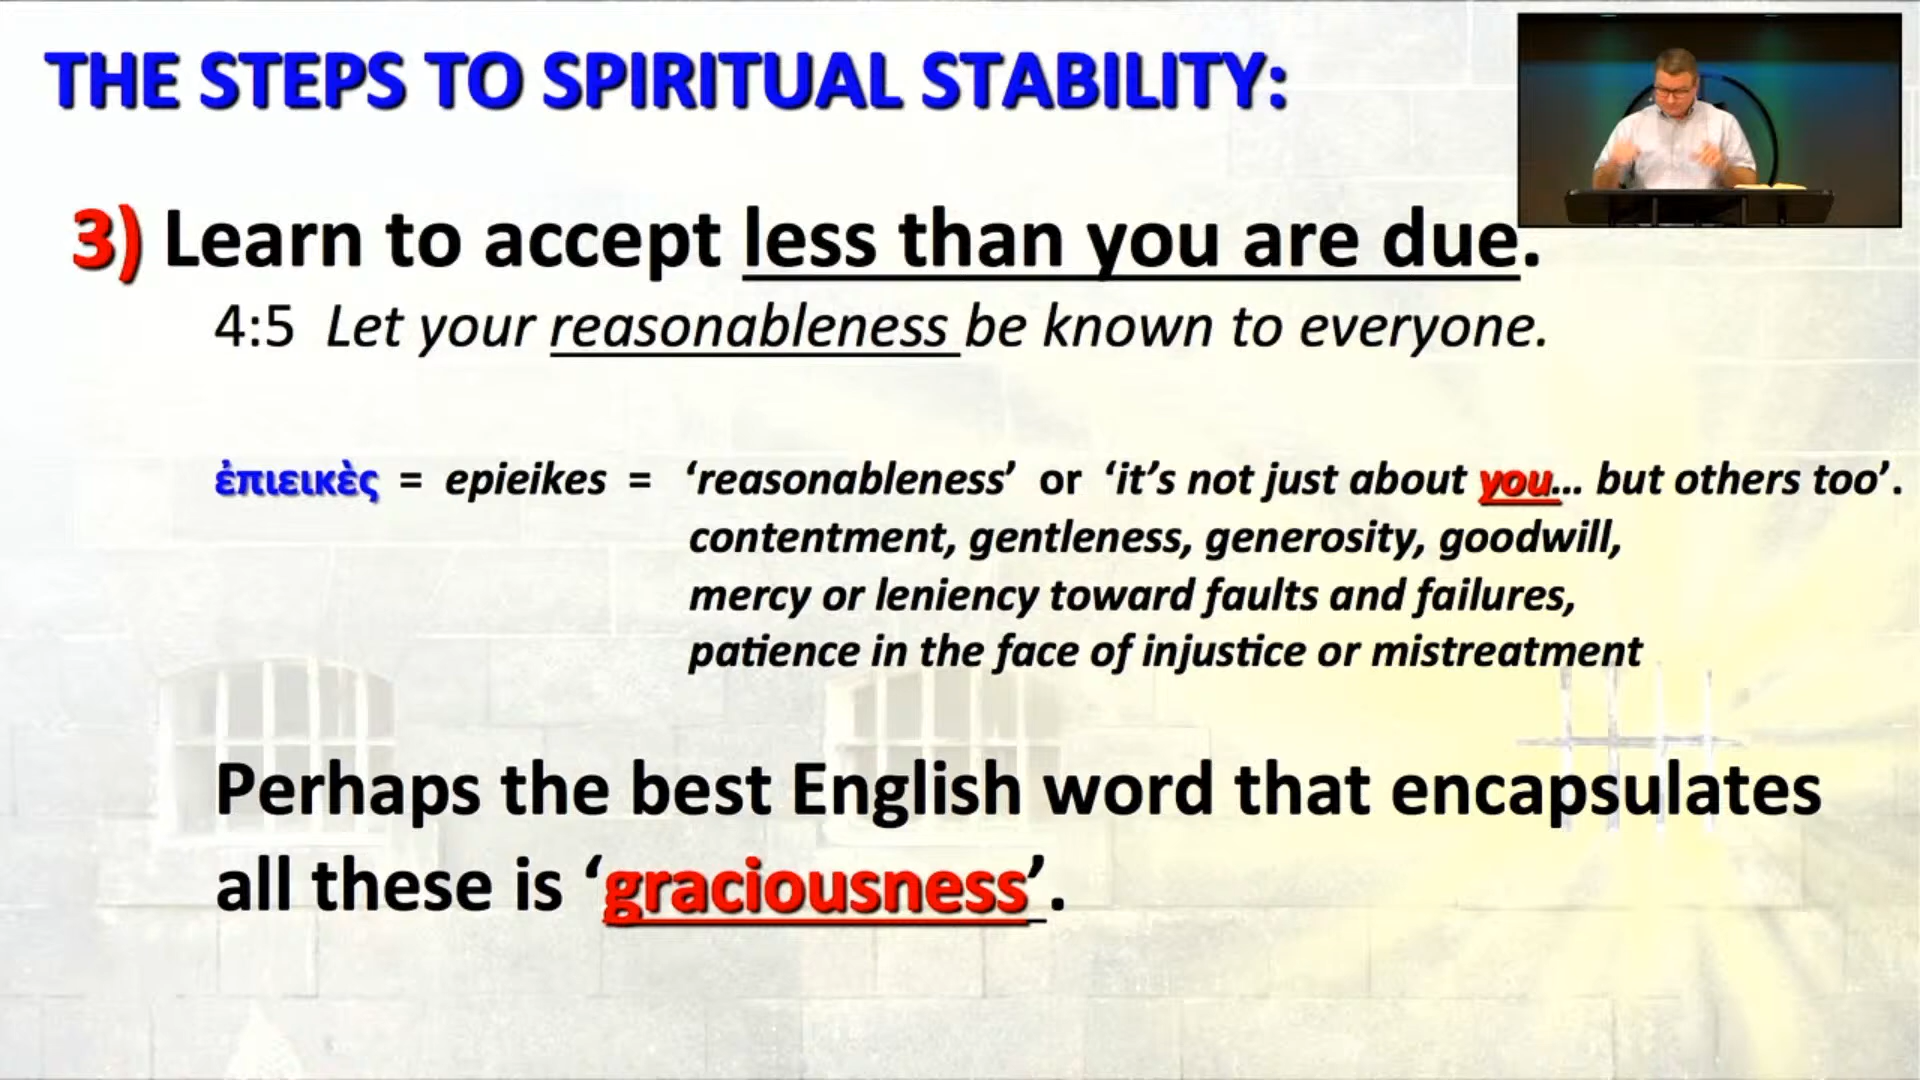 THE STEPS TO SPIRITUAL STABILITY:
3) Learn to accept less than you are due.
4:5 Let your reasonableness be known to everyone.
ἐπιεικὲς = epieikes = ‘reasonableness’ or ‘it’s not just about you... but others too’.
contentment, gentleness, generosity, goodwill,
mercy or leniency toward faults and failures,
patience in the face of injustice or mistreatment
Perhaps the best English word that encapsulates
all these is ‘graciousness’.